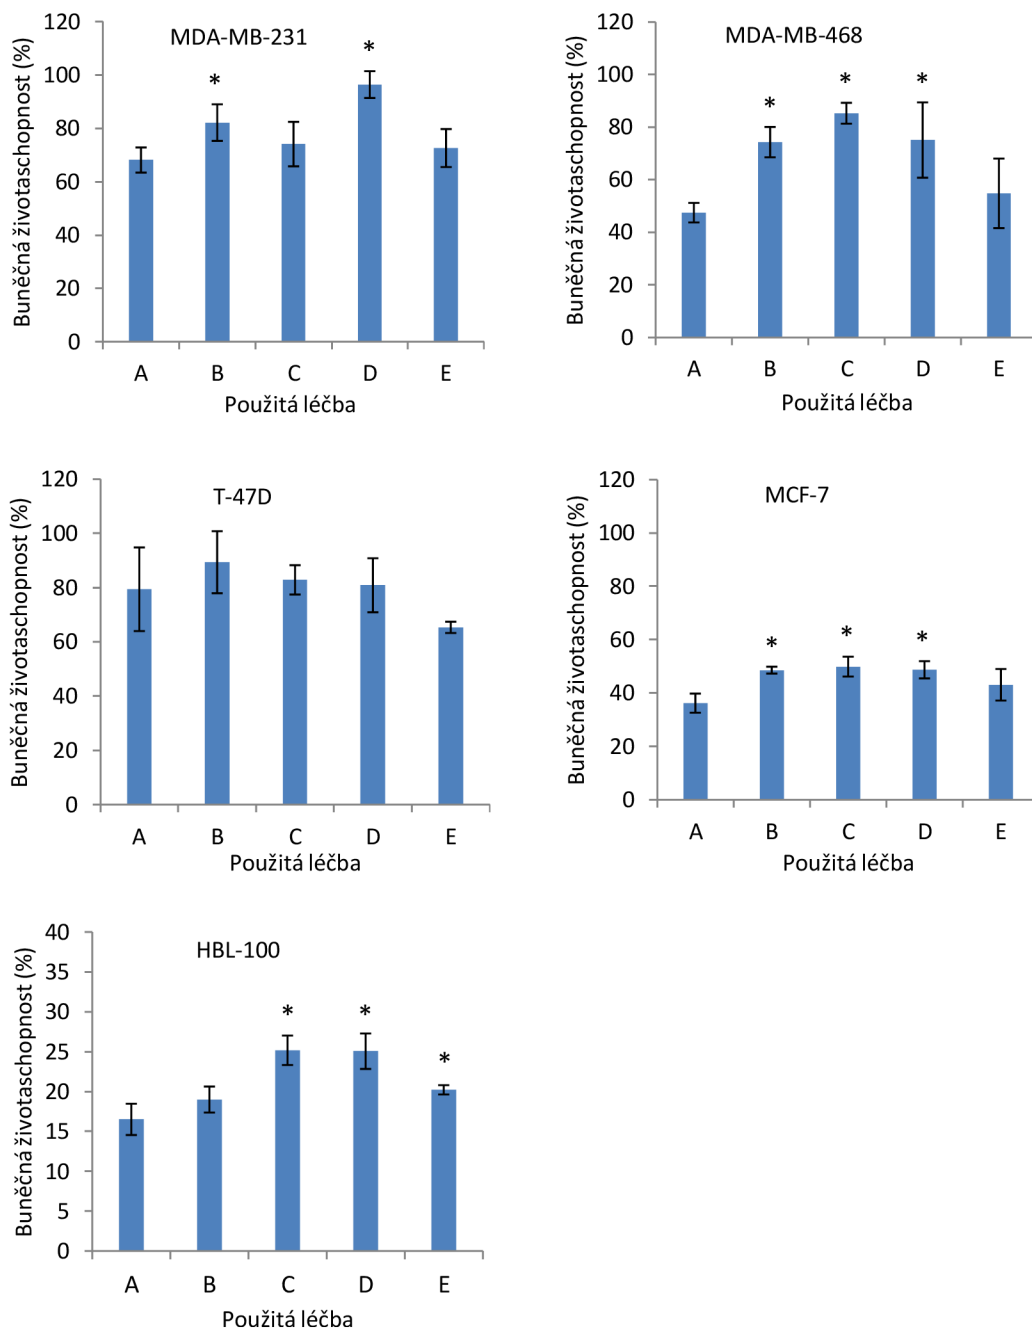 MDA-MB-231
Buněčná životaschopnost (%)
120
100
80
60
40
20
0
* *
A B C D E
Použitá léčba
MDA-MB-468
Buněčná životaschopnost (%)
120
100
80
60
40
20
0
* * *
A B C D E
Použitá léčba
T-47D
Buněčná životaschopnost (%)
120
100
80
60
40
20
0
A B C D E
Použitá léčba
MCF-7
Buněčná životaschopnost (%)
120
100
80
60
40
20
0
* * *
A B C D E
Použitá léčba
HBL-100
Buněčná životaschopnost (%)
40
35
30
25
20
15
10
5
0
* * *
A B C D E
Použitá léčba